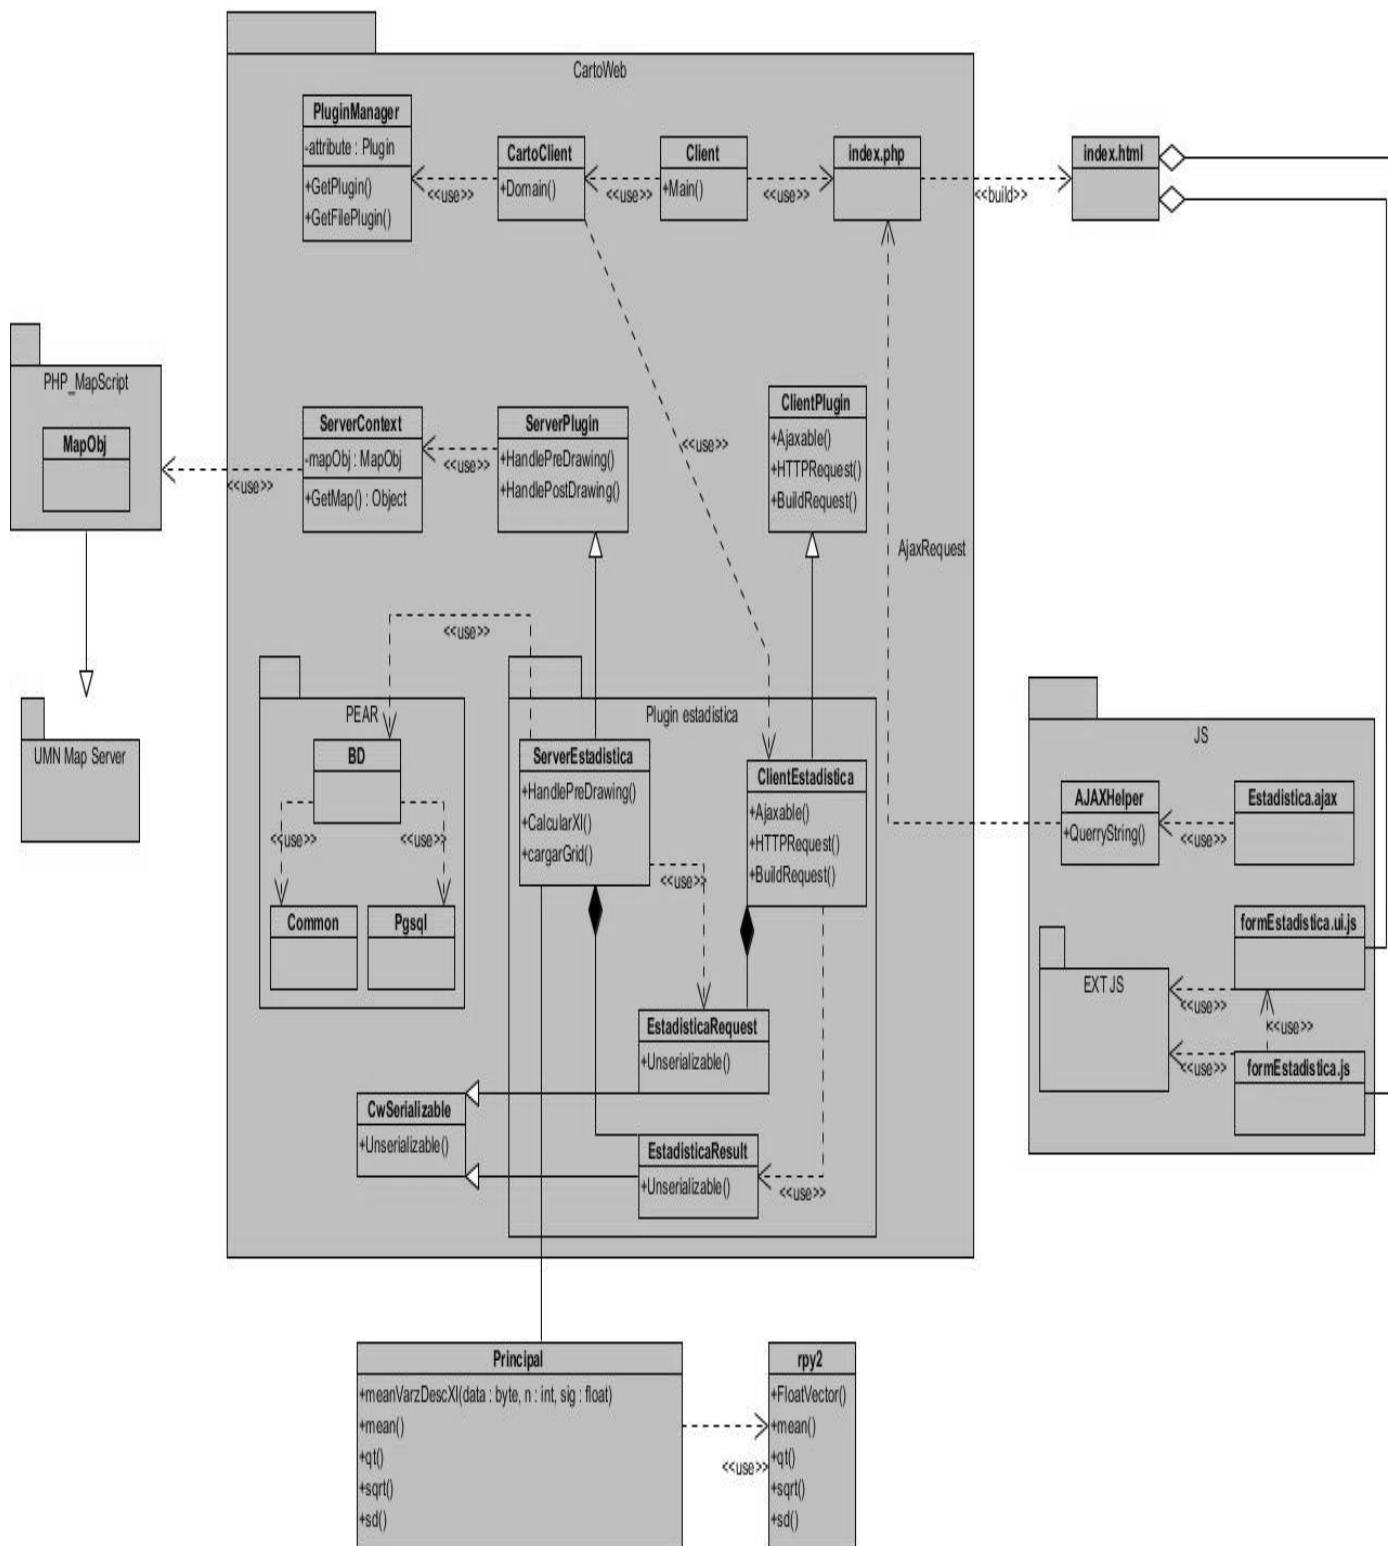 CartoWeb
PluginManager
-attribute : Plugin
+GetPlugin()
+GetFilePlugin()
<<use>>
CartoClient
+Domain()
<<use>>
Client
+Main()
<<use>>
index.php
<<build>>
index.html
PHP_MapScript
MapObj
<<use>>
ServerContext
-mapObj : MapObj
+GetMap() : Object
<<use>>
ServerPlugin
+HandlePreDrawing()
+HandlePostDrawing()
<<use>>
ClientPlugin
+Ajaxable()
+HTTPRequest()
+BuildRequest()
AjaxRequest
UMN Map Server
<<use>>
PEAR
BD
<<use>>
<<use>>
Common
Pgsql
Plugin estadistica
ServerEstadistica
+HandlePreDrawing()
+CalcularXI()
+cargarGrid()
<<use>>
ClientEstadistica
+Ajaxable()
+HTTPRequest()
+BuildRequest()
EstadisticaRequest
+Unserializable()
CwSerializable
+Unserializable()
EstadisticaResult
+Unserializable()
<<use>>
JS
AJAXHelper
+QuerryString()
<<use>>
Estadistica.ajax
formEstadistica.ui.js
EXT JS
<<use>>
<<use>>
<<use>>
formEstadistica.js
Principal
+meanVarzDescXI(data : byte, n : int, sig : float)
+mean()
+qt()
+sqrt()
+sd()
<<use>>
rpy2
+FloatVector()
+mean()
+qt()
+sqrt()
+sd()